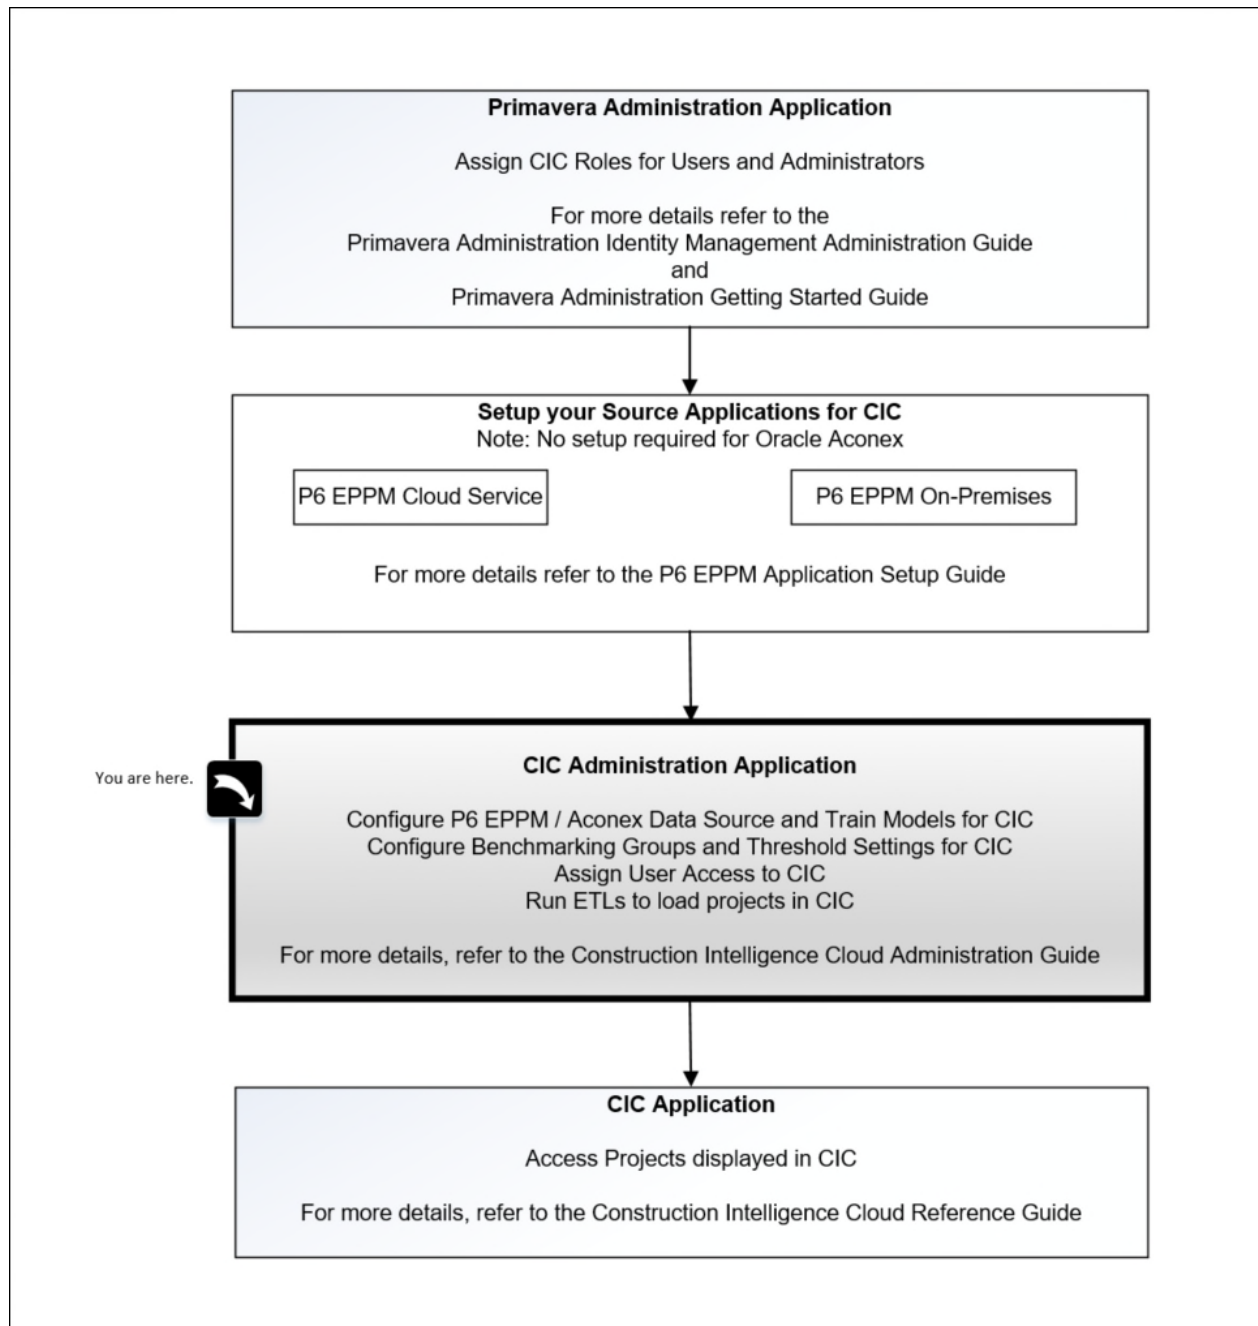 Primavera Administration Application
Assign CIC Roles for Users and Administrators
For more details refer to the
Primavera Administration Identity Management Administration Guide
and
Primavera Administration Getting Started Guide
Setup your Source Applications for CIC
Note: No setup required for Oracle Aconex
P6 EPPM Cloud Service
P6 EPPM On-Premises
For more details refer to the P6 EPPM Application Setup Guide
You are here.
CIC Administration Application
Configure P6 EPPM / Aconex Data Source and Train Models for CIC
Configure Benchmarking Groups and Threshold Settings for CIC
Assign User Access to CIC
Run ETLs to load projects in CIC
For more details, refer to the Construction Intelligence Cloud Administration Guide
CIC Application
Access Projects displayed in CIC
For more details, refer to the Construction Intelligence Cloud Reference Guide